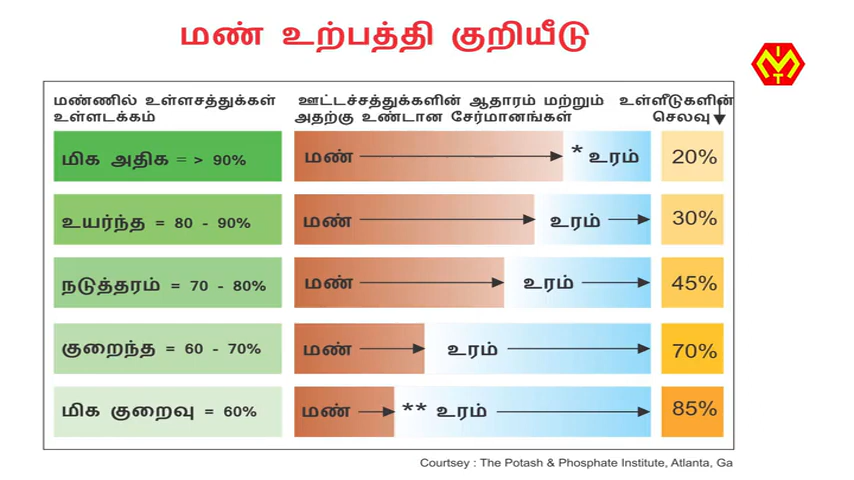 மண் உற்பத்தி குறியீடு
MIT
மண்ணில் உள்ளசத்துக்கள் ஊட்டச்சத்துக்களின் ஆதாரம் மற்றும் உள்ளீடுகளின்
உள்ளடக்கம் அதற்கு உண்டான சேர்மானங்கள் செலவு
மிக அதிக = > 90% மண் * உரம் 20%
உயர்ந்த = 80 - 90% மண் உரம் 30%
நடுத்தரம் = 70 - 80% மண் உரம் 45%
குறைந்த = 60 - 70% மண் உரம் 70%
மிக குறைவு = 60% மண் ** உரம் 85%
Courtsey : The Potash & Phosphate Institute, Atlanta, Ga